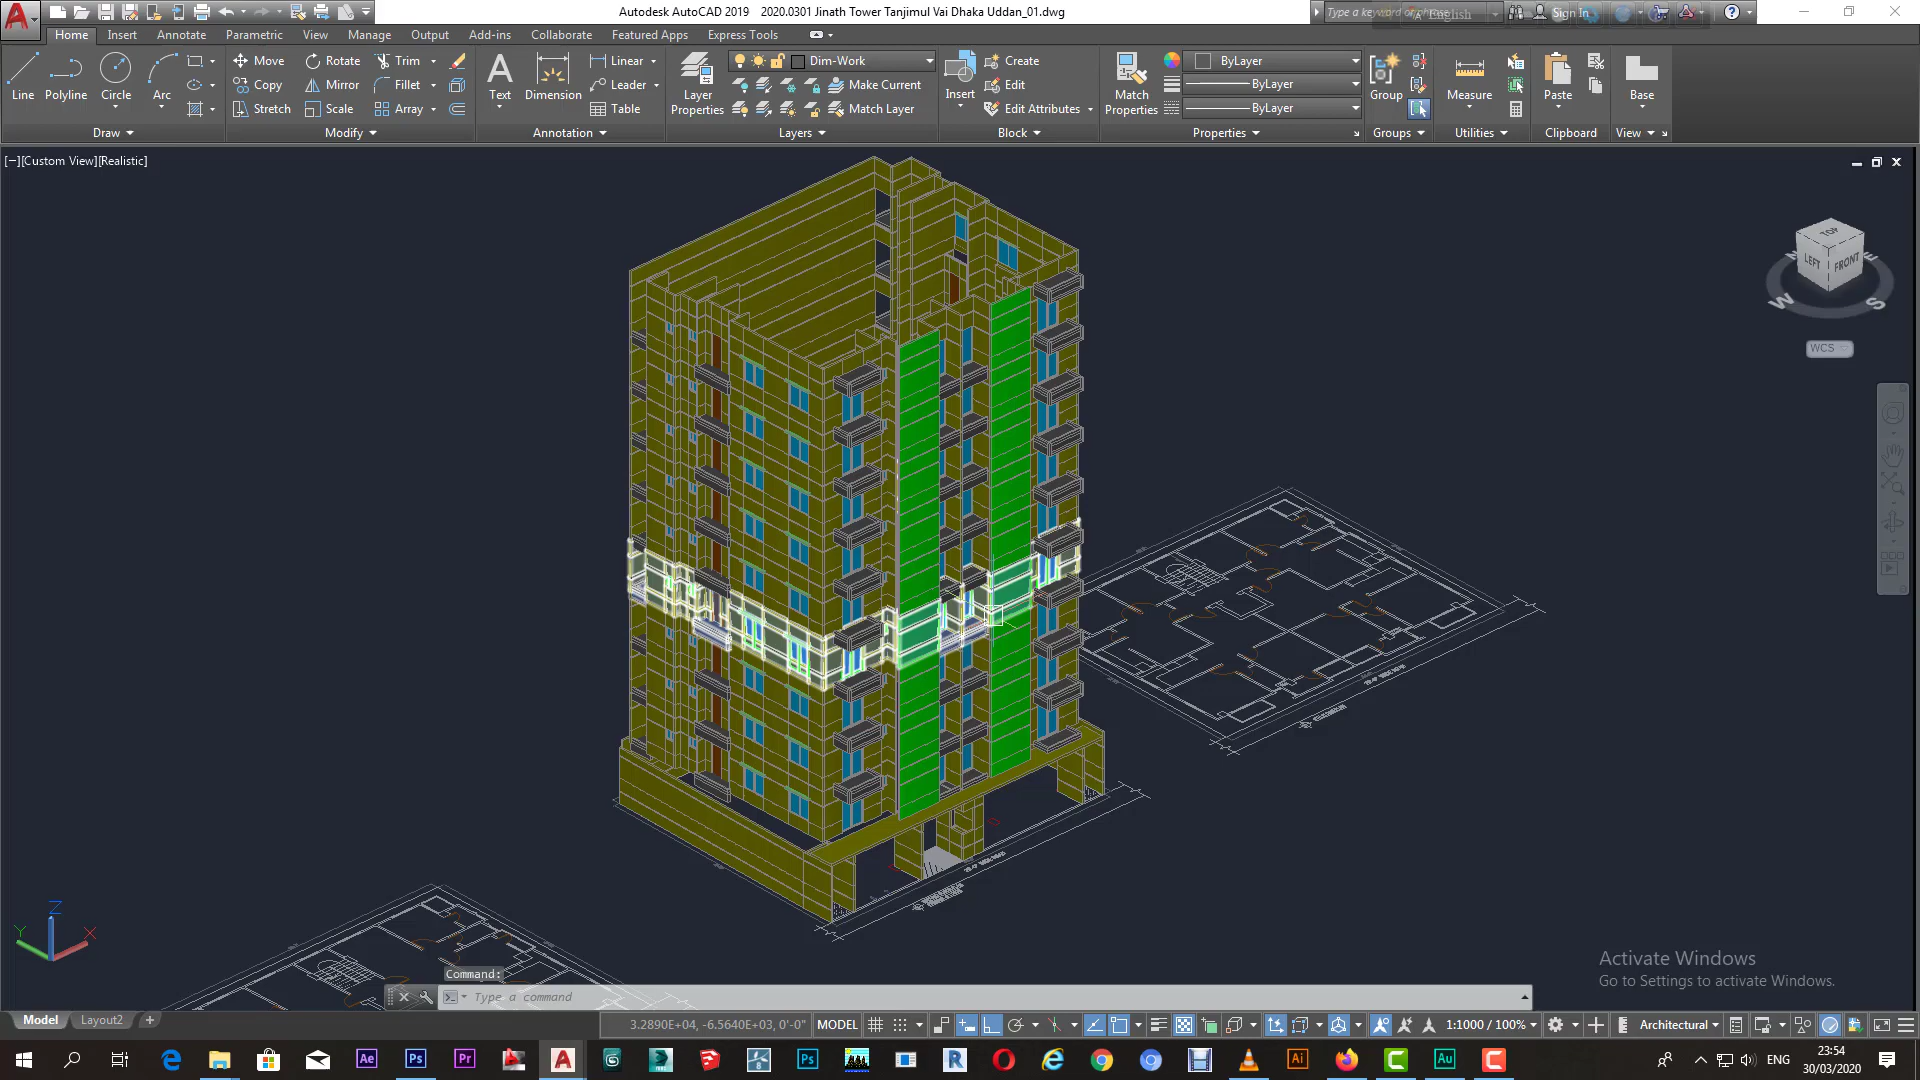 Autodesk AutoCAD 2019   2020.0301 Jinath Tower Tanjimul Vai Dhaka Uddan_01.dwg
Type a keyword or phrase
English
Sign In
Home Insert Annotate Parametric View Manage Output Add-ins Collaborate Featured Apps Express Tools
Line
Polyline
Circle
Arc
Move
Rotate
Trim
Copy
Mirror
Fillet
Stretch
Scale
Array
Text
Dimension
Linear
Leader
Table
Layer Properties
Dim-Work
Make Current
Match Layer
Insert
Create
Edit
Edit Attributes
Match Properties
ByLayer
ByLayer
ByLayer
Group
Measure
Paste
Base
Draw
Modify
Annotation
Layers
Block
Properties
Groups
Utilities
Clipboard
View
[−][Custom View][Realistic]
TOP
LEFT
FRONT
W
S
WCS
Z
Y
X
Command:
Type a command
Activate Windows
Go to Settings to activate Windows.
Model
Layout2
3.2890E+04, -6.5640E+03, 0'-0"
MODEL
1:1000 / 100%
Architectural
ENG
23:54
30/03/2020